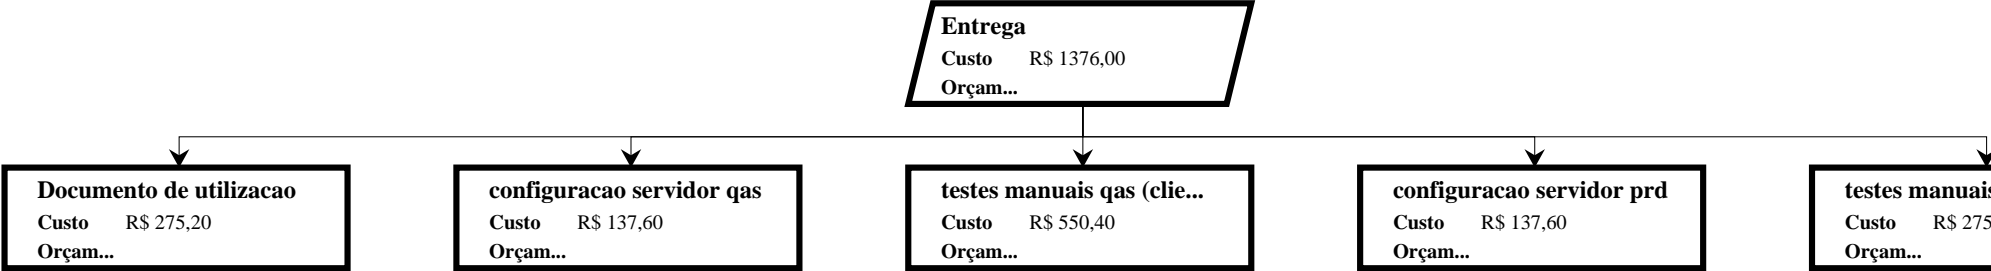 Entrega
Custo R$ 1376,00
Orçam...
Documento de utilizacao
Custo R$ 275,20
Orçam...
configuracao servidor qas
Custo R$ 137,60
Orçam...
testes manuais qas (clie...
Custo R$ 550,40
Orçam...
configuracao servidor prd
Custo R$ 137,60
Orçam...
testes manuais
Custo R$ 275
Orçam...